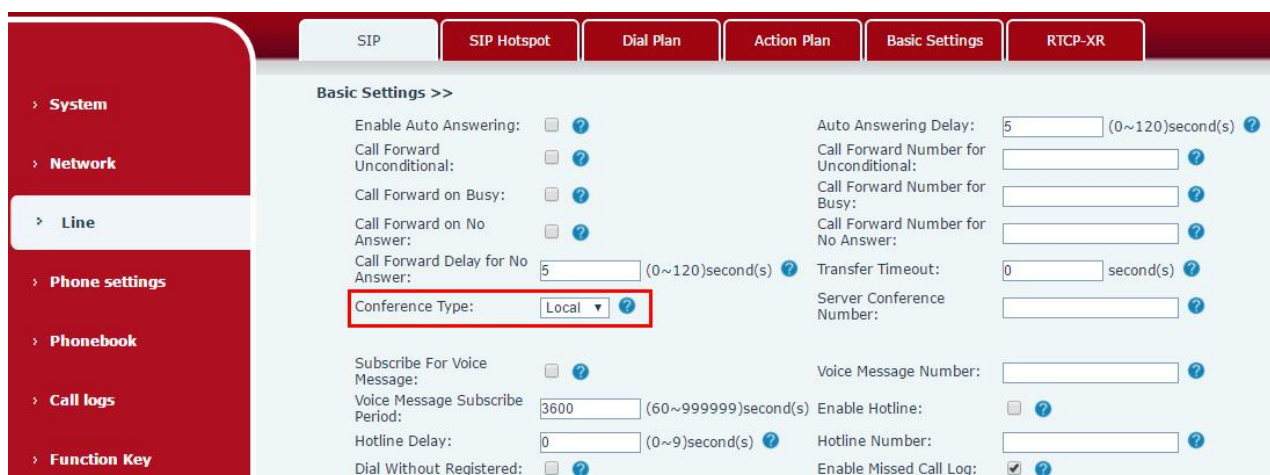 SIP
SIP Hotspot
Dial Plan
Action Plan
Basic Settings
RTCP-XR
› System
› Network
› Line
› Phone settings
› Phonebook
› Call logs
› Function Key
Basic Settings >>
Enable Auto Answering: ?
Auto Answering Delay: 5 (0~120)second(s) ?
Call Forward
Unconditional: ?
Call Forward Number for
Unconditional: ?
Call Forward on Busy: ?
Call Forward Number for
Busy: ?
Call Forward on No
Answer: ?
Call Forward Number for
No Answer: ?
Call Forward Delay for No
Answer: 5 (0~120)second(s) ?
Transfer Timeout: 0 second(s) ?
Conference Type: Local ▼ ?
Server Conference
Number: ?
Subscribe For Voice
Message: ?
Voice Message Number: ?
Voice Message Subscribe
Period: 3600 (60~999999)second(s)
Enable Hotline: ?
Hotline Delay: 0 (0~9)second(s) ?
Hotline Number: ?
Dial Without Registered: ?
Enable Missed Call Log: ?